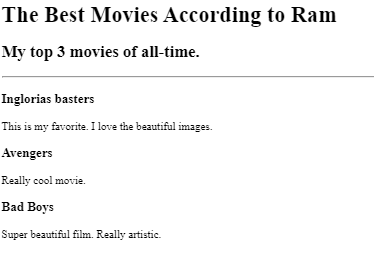 The Best Movies According to Ram
My top 3 movies of all-time.
Inglorias basters
This is my favorite. I love the beautiful images.
Avengers
Really cool movie.
Bad Boys
Super beautiful film. Really artistic.